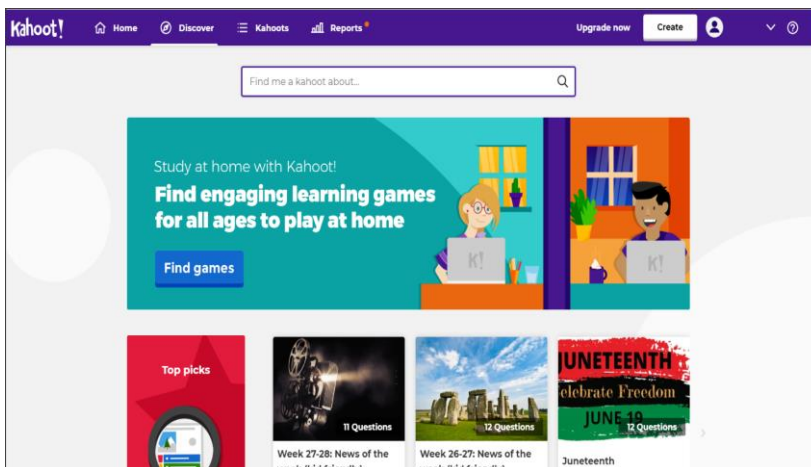 Kahoot! Home Discover Kahoots Reports Upgrade now Create
Find me a kahoot about...
Study at home with Kahoot!
Find engaging learning games
for all ages to play at home
Find games
K!
K!
Top picks
11 Questions
Week 27-28: News of the
12 Questions
Week 26-27: News of the
JUNETEENTH
elebrate Freedom
JUNE 19
12 Questions
Juneteenth